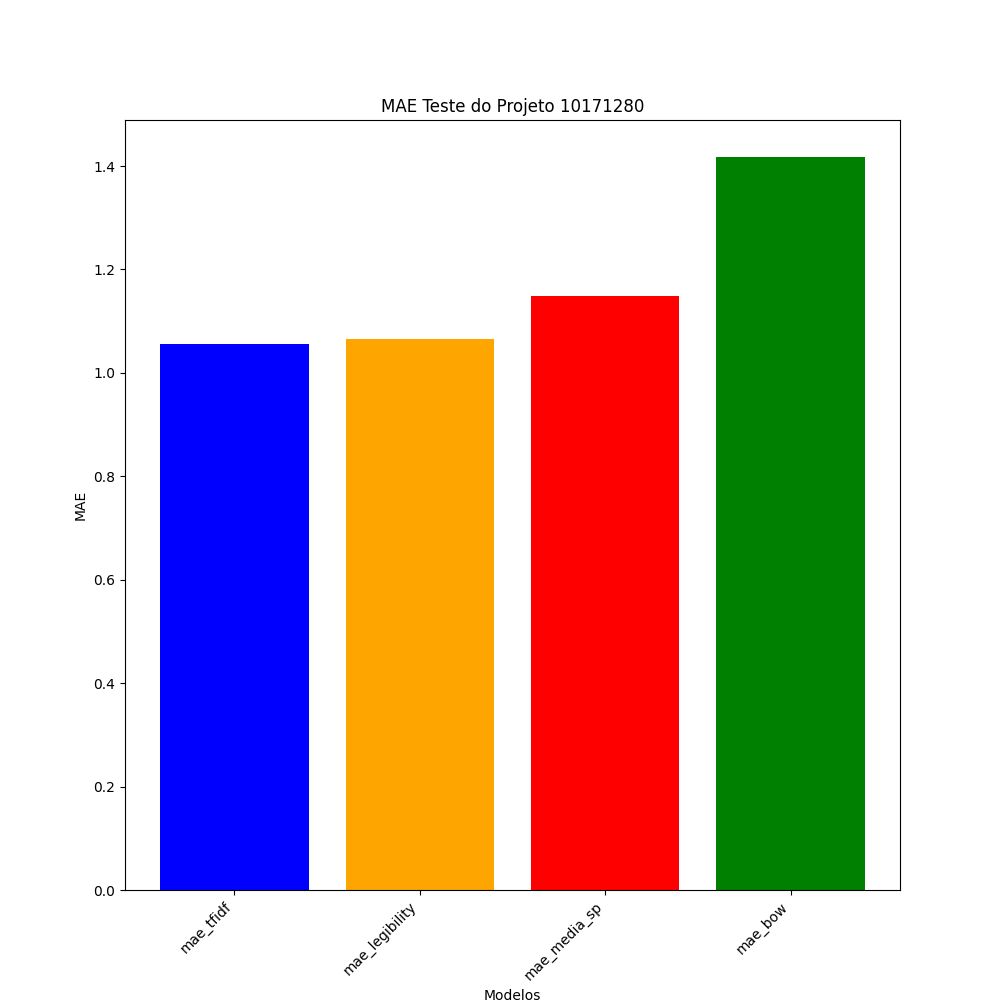 MAE Teste do Projeto 10171280
MAE
1.4
1.2
1.0
0.8
0.6
0.4
0.2
0.0
mae_tfidf
mae_legibility
mae_media_sp
mae_bow
Modelos